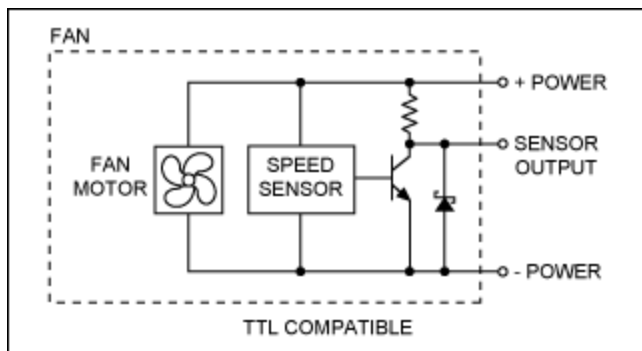 FAN
+ POWER
SENSOR
OUTPUT
FAN
MOTOR
SPEED
SENSOR
- POWER
TTL COMPATIBLE